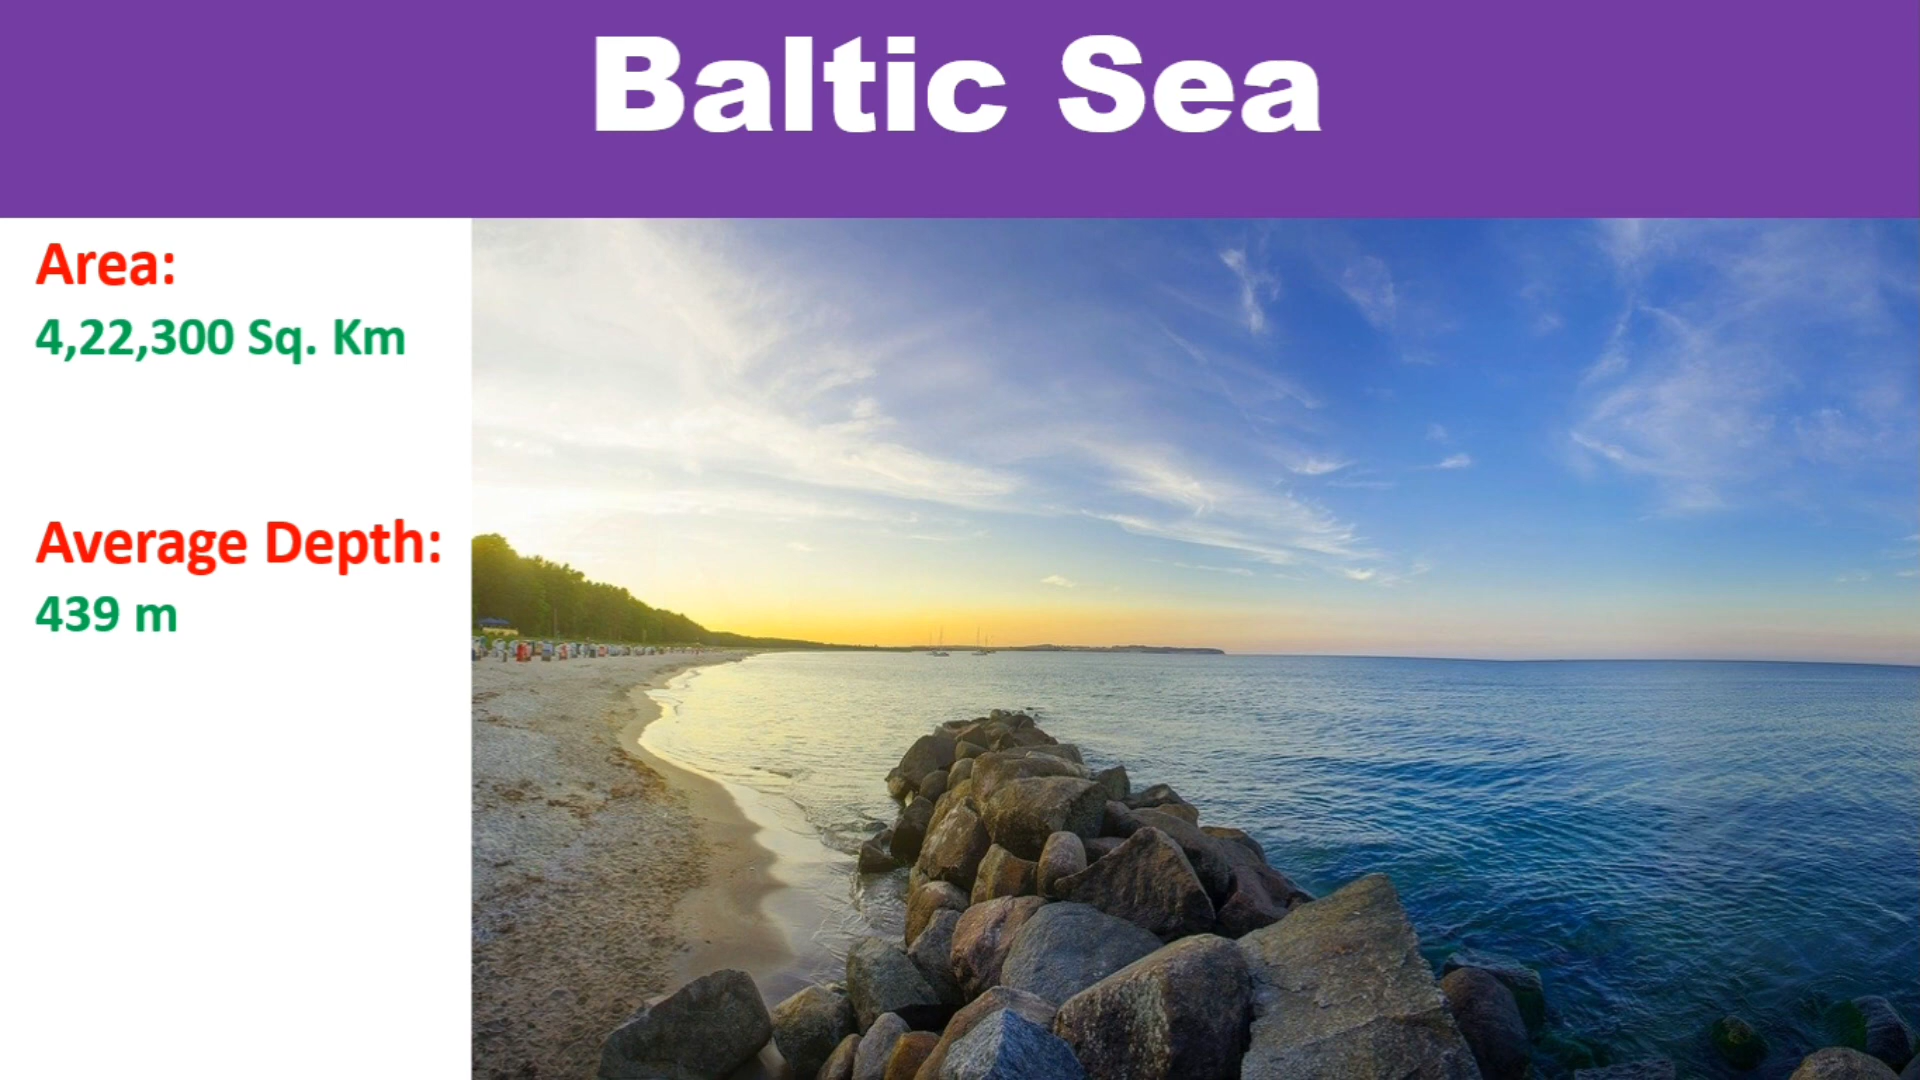 Baltic Sea
Area:
4,22,300 Sq. Km
Average Depth:
439 m